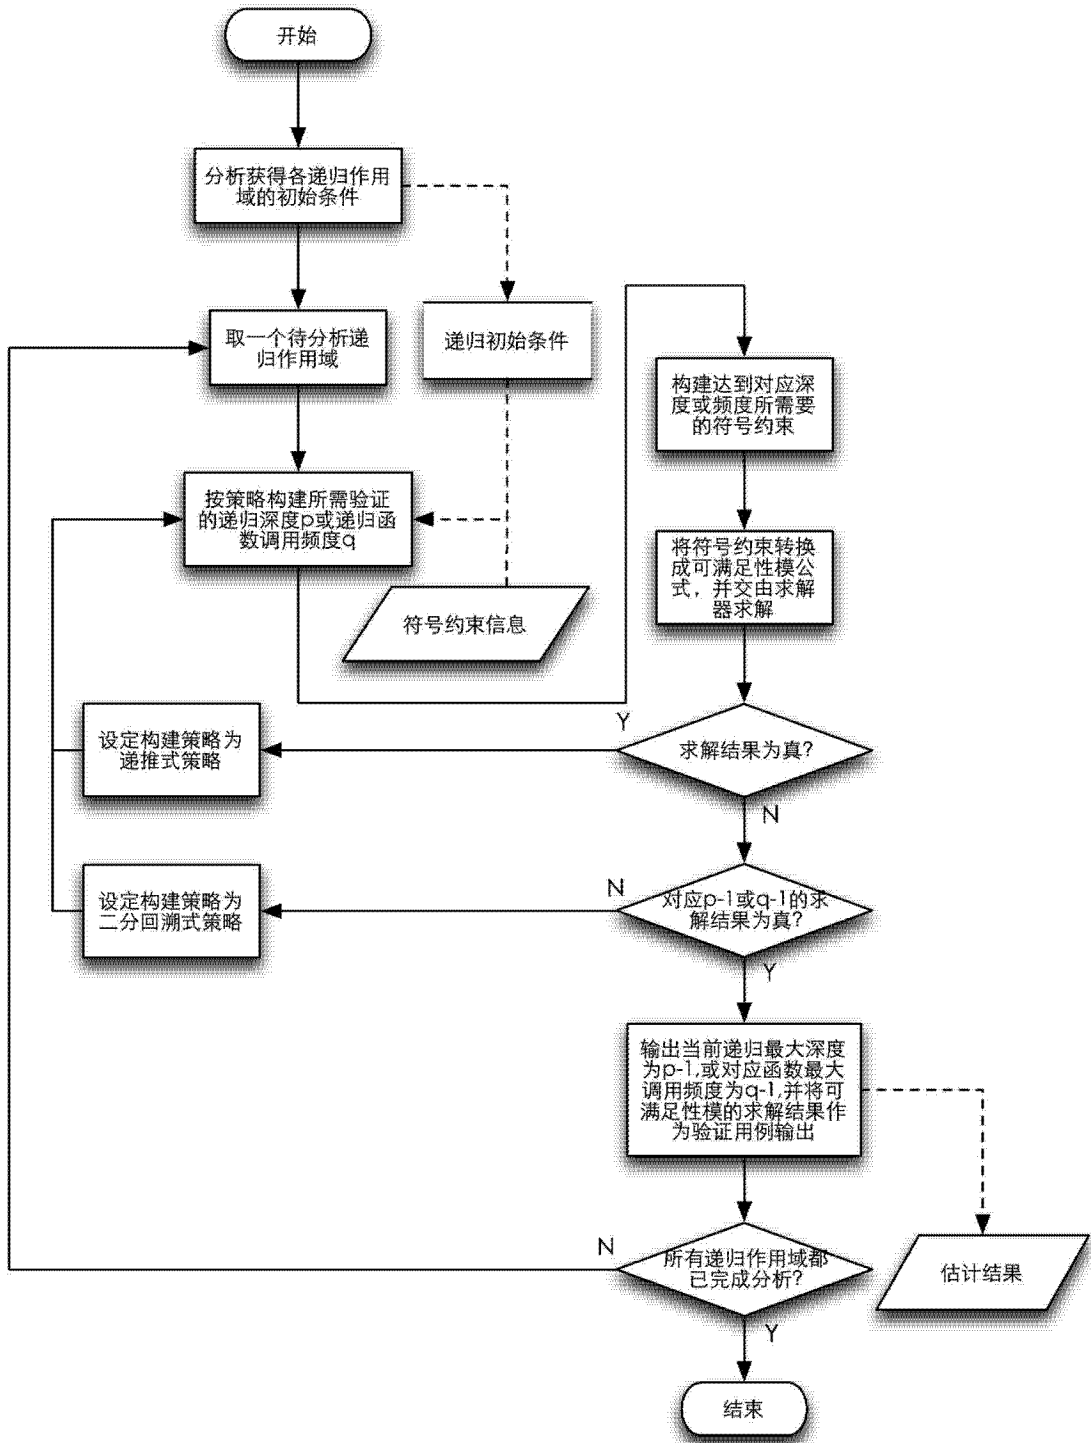 开始
分析获得各递归作用
域的初始条件
取一个待分析递
归作用域
递归初始条件
构建达到对应深
度或频度所需要
的符号约束
按策略构建所需验证
的递归深度p或递归函
数调用频度q
将符号约束转换
成可满足性模公
式，并交由求解
器求解
符号约束信息
设定构建策略为
递推式策略
Y
求解结果为真？
N
设定构建策略为
二分回溯式策略
N
对应p-1或q-1的求
解结果为真？
Y
输出当前递归最大深度
为p-1,或对应函数最大
调用频度为q-1,并将可
满足性模的求解结果作
为验证用例输出
N
所有递归作用域都
已完成分析？
估计结果
Y
结束